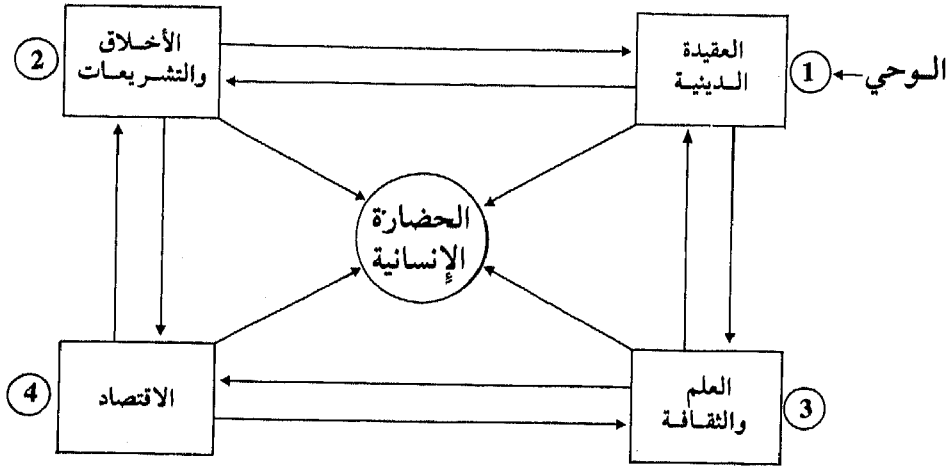 الوحي
1
العقيدة
الدينية
2
الأخلاق
والتشريعات
الحضارة
الإنسانية
3
العلم
والثقافة
4
الاقتصاد